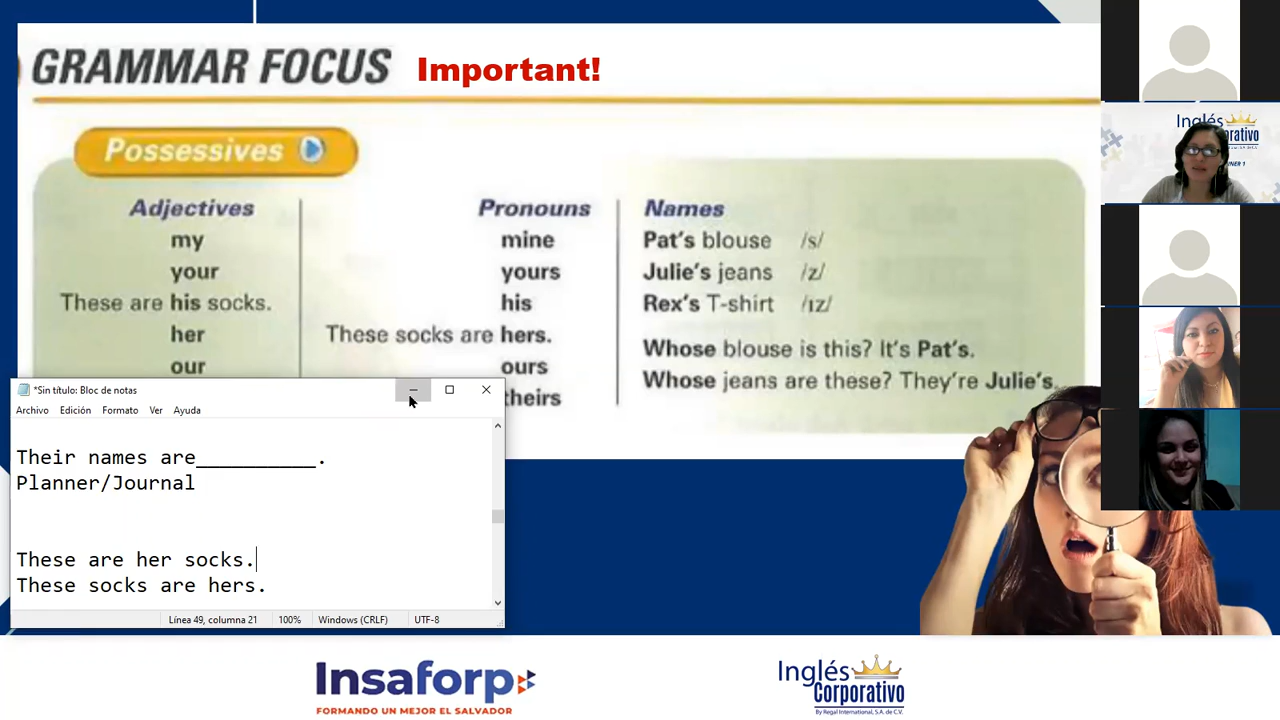 GRAMMAR FOCUS Important!
Possessives
Adjectives
my
your
These are his socks.
her
our
Pronouns
mine
yours
his
These socks are hers.
ours
theirs
Names
Pat's blouse /s/
Julie's jeans /z/
Rex's T-shirt /ɪz/
Whose blouse is this? It's Pat's.
Whose jeans are these? They're Julie's.
*Sin título: Bloc de notas
Archivo Edición Formato Ver Ayuda
Their names are__________.
Planner/Journal
These are her socks.
These socks are hers.
Línea 49, columna 21 100% Windows (CRLF) UTF-8
Inglés
Insaforp
FORMANDO UN MEJOR EL SALVADOR
Inglés
Corporativo
By Regal International, S.A. de C.V.